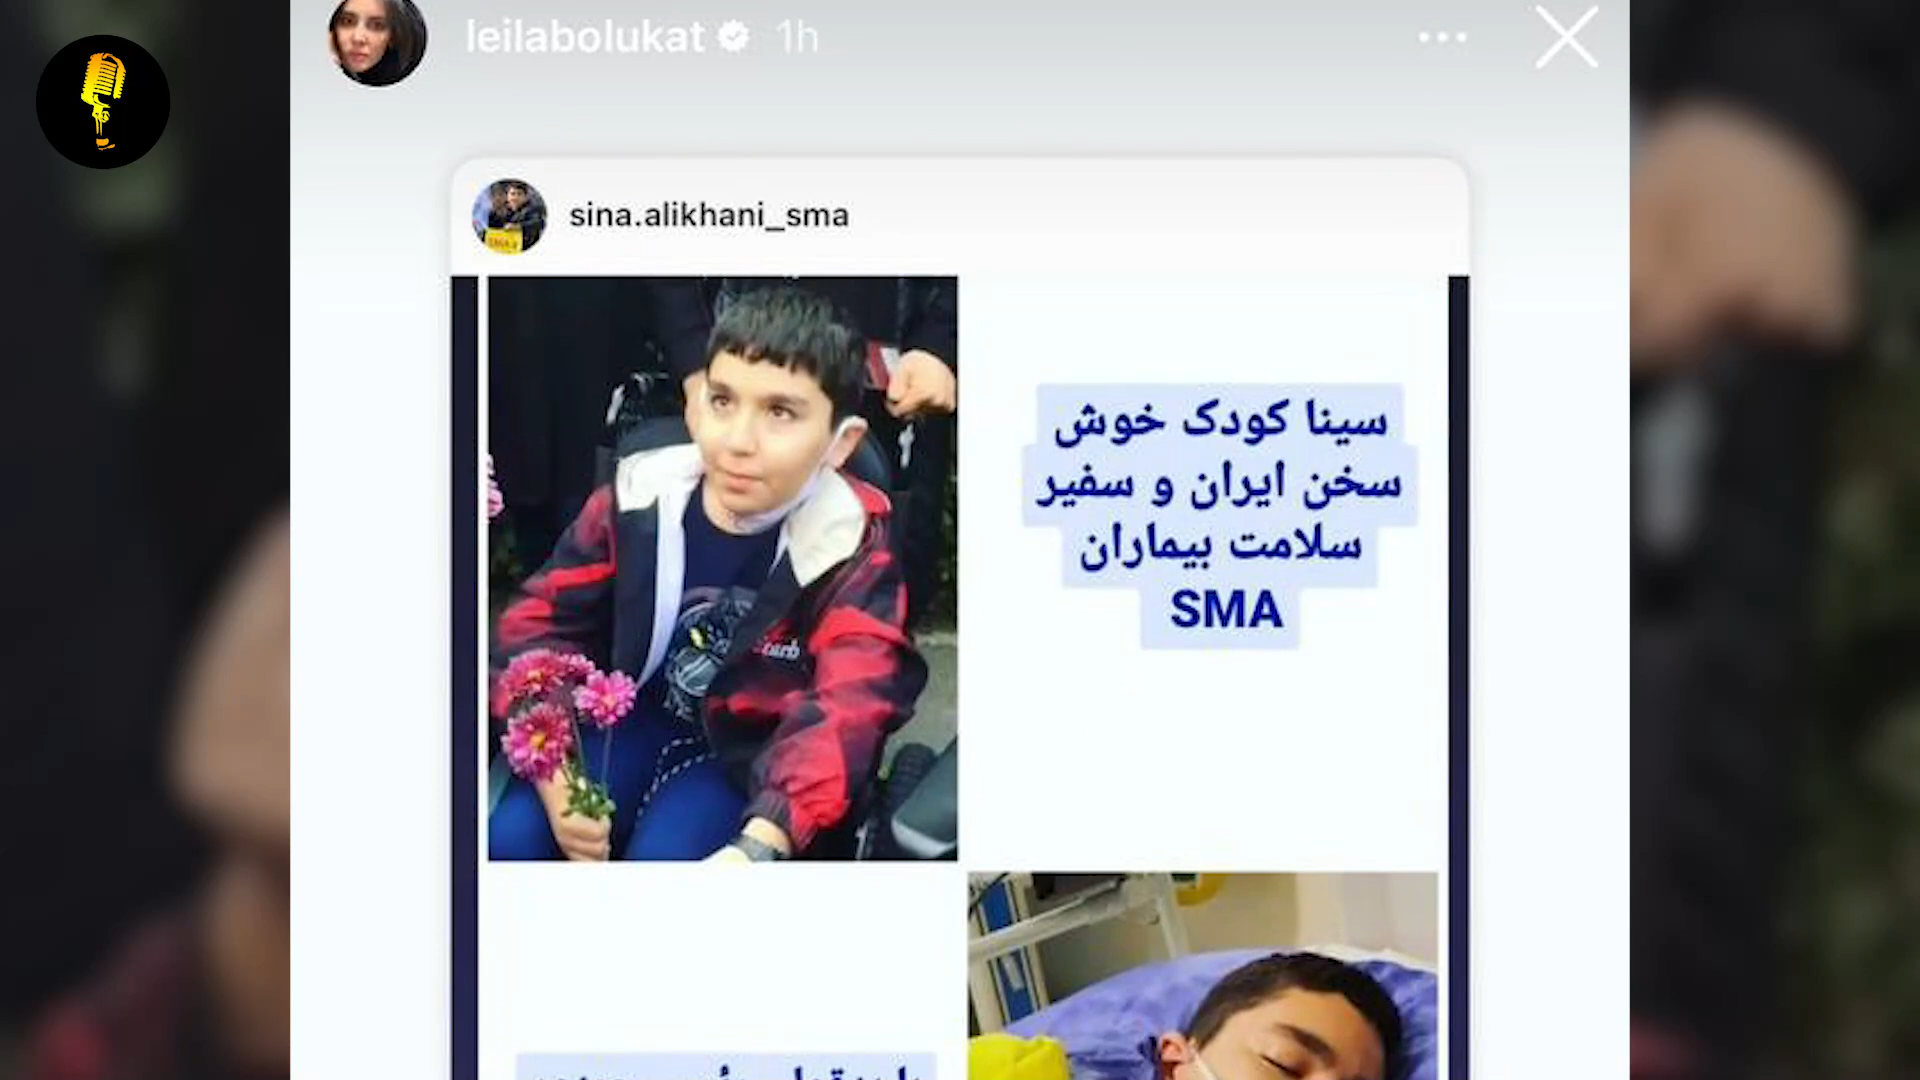 leilabolukat 1h
sina.alikhani_sma
سینا کودک خوش
سخن ایران و سفیر
سلامت بیماران
SMA